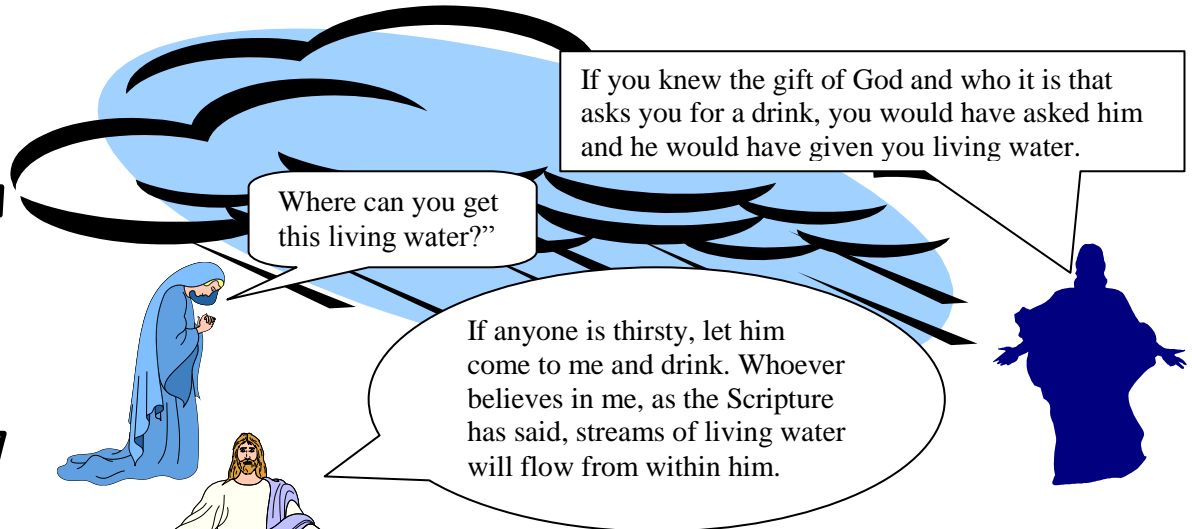 If you knew the gift of God and who it is that
asks you for a drink, you would have asked him
and he would have given you living water.
Where can you get
this living water?”
If anyone is thirsty, let him
come to me and drink. Whoever
believes in me, as the Scripture
has said, streams of living water
will flow from within him.